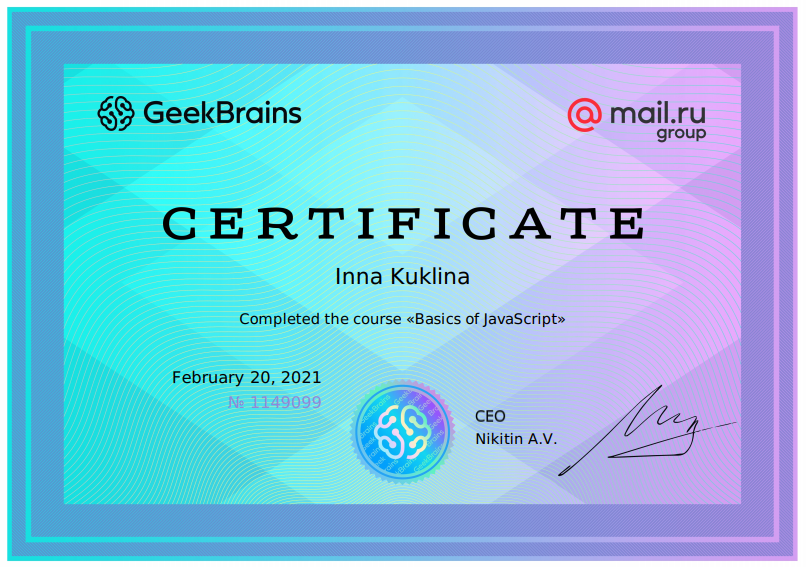 GeekBrains
@mail.ru
group
CERTIFICATE
Inna Kuklina
Completed the course «Basics of JavaScript»
February 20, 2021
№ 1149099
CEO
Nikitin A.V.